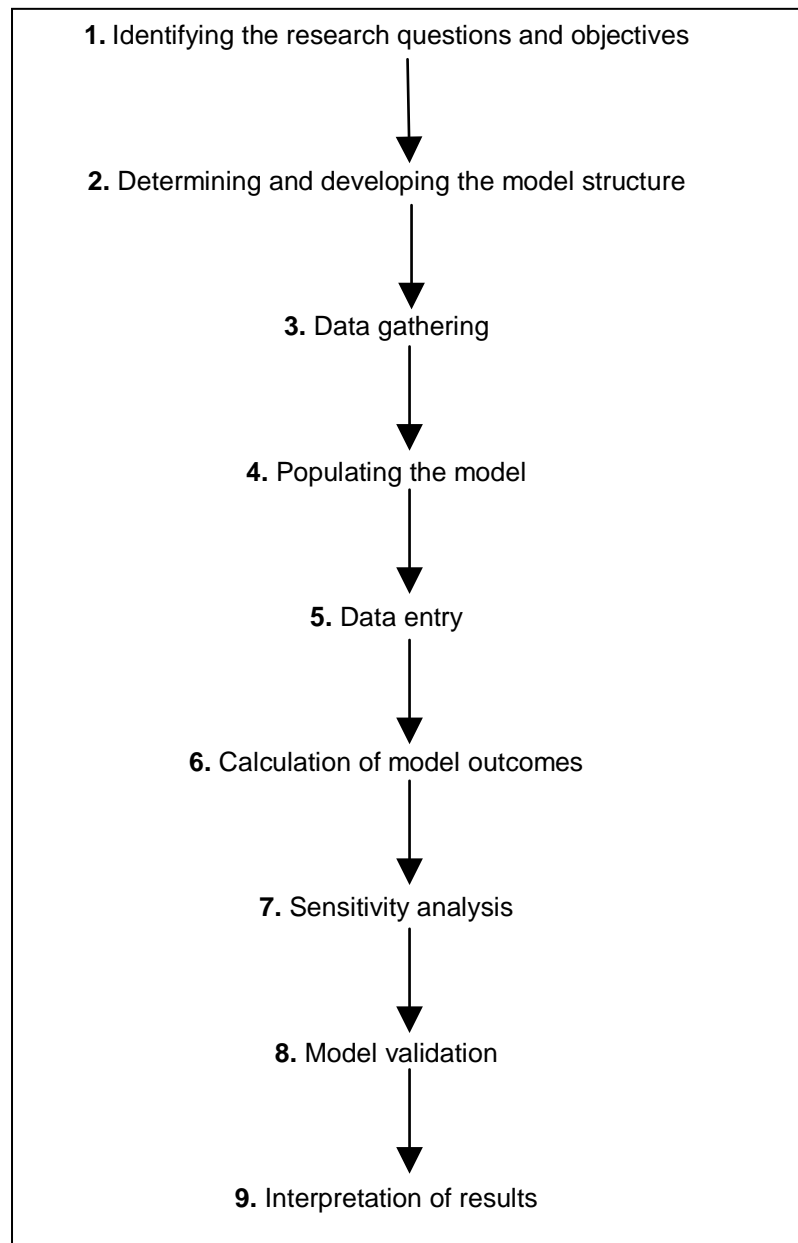 1. Identifying the research questions and objectives
2. Determining and developing the model structure
3. Data gathering
4. Populating the model
5. Data entry
6. Calculation of model outcomes
7. Sensitivity analysis
8. Model validation
9. Interpretation of results